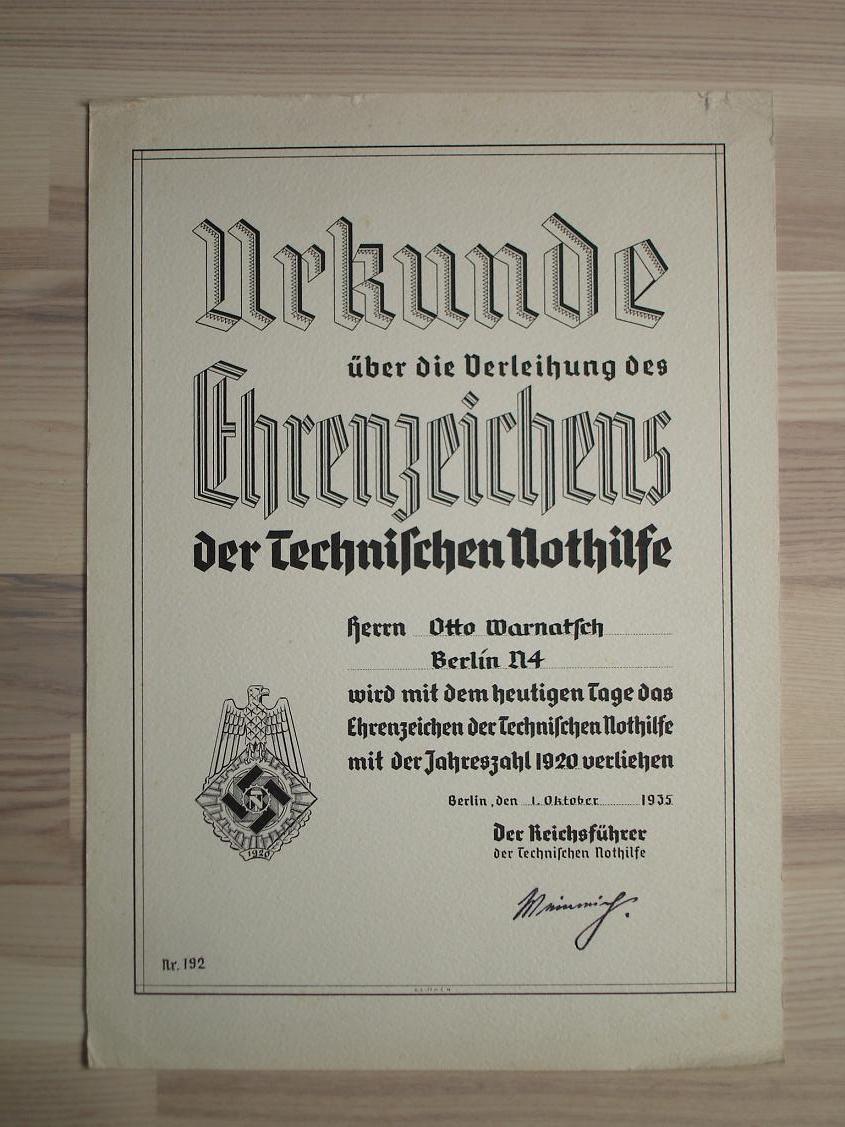 Urkunde
über die Verleihung des
Ehrenzeichens
der Technischen Nothilfe
Herrn Otto Warnatsch
Berlin N4
wird mit dem heutigen Tage das
Ehrenzeichen der Technischen Nothilfe
mit der Jahreszahl 1920 verliehen
Berlin, den 1. Oktober 1935
Der Reichsführer
der Technischen Nothilfe
1920
Weinreich.
Nr. 192